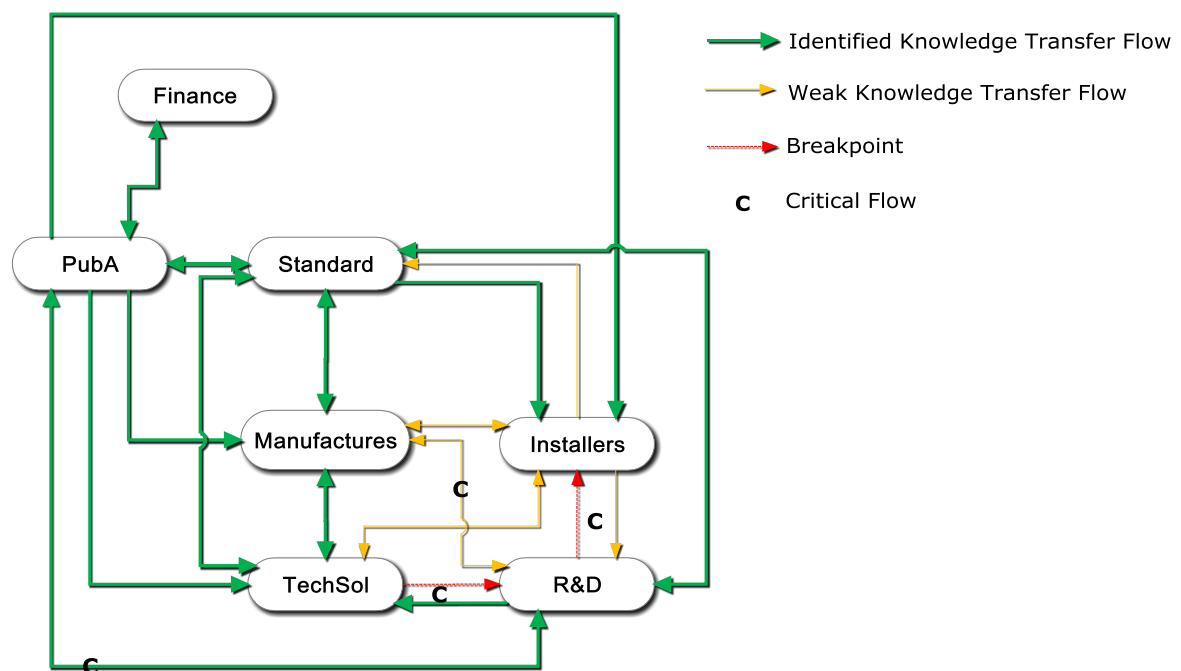 Identified Knowledge Transfer Flow
Finance
Weak Knowledge Transfer Flow
Breakpoint
C Critical Flow
PubA
Standard
Manufactures
Installers
C
C
TechSol
R&D
C
C